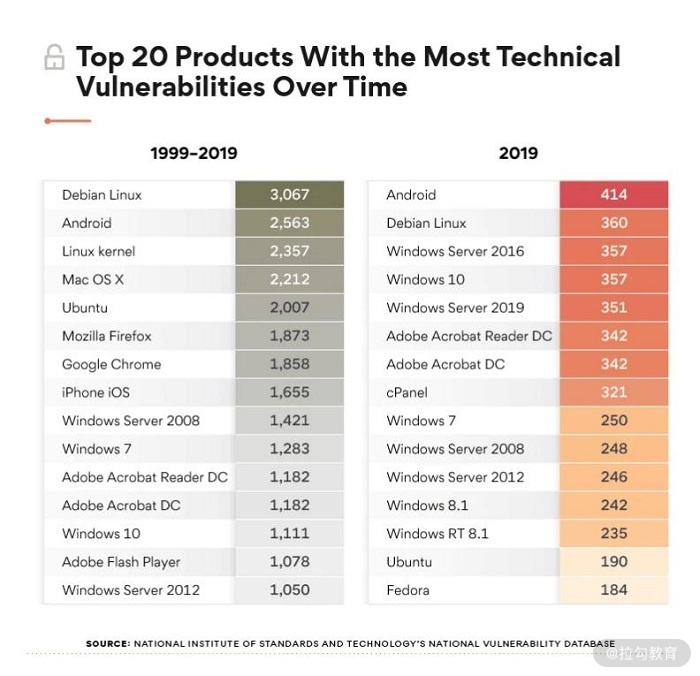 Top 20 Products With the Most Technical
Vulnerabilities Over Time
1999–2019
Debian Linux 3,067
Android 2,563
Linux kernel 2,357
Mac OS X 2,212
Ubuntu 2,007
Mozilla Firefox 1,873
Google Chrome 1,858
iPhone iOS 1,655
Windows Server 2008 1,421
Windows 7 1,283
Adobe Acrobat Reader DC 1,182
Adobe Acrobat DC 1,182
Windows 10 1,111
Adobe Flash Player 1,078
Windows Server 2012 1,050
2019
Android 414
Debian Linux 360
Windows Server 2016 357
Windows 10 357
Windows Server 2019 351
Adobe Acrobat Reader DC 342
Adobe Acrobat DC 342
cPanel 321
Windows 7 250
Windows Server 2008 248
Windows Server 2012 246
Windows 8.1 242
Windows RT 8.1 235
Ubuntu 190
Fedora 184
SOURCE: NATIONAL INSTITUTE OF STANDARDS AND TECHNOLOGY'S NATIONAL VULNERABILITY DATABASE
@拉勾教育